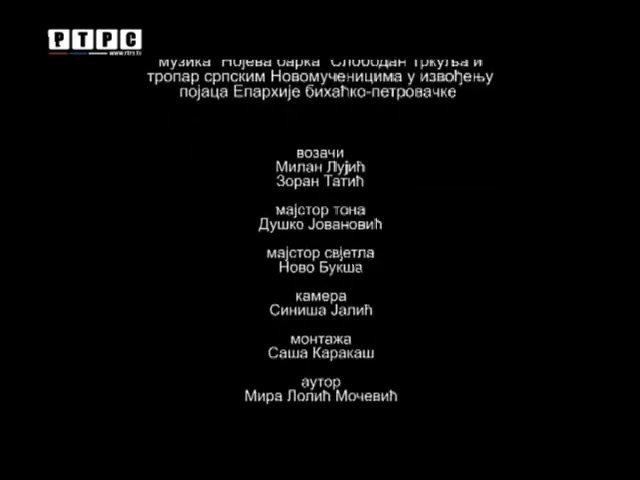 РТРС
www.rtrs.tv
музика "Нојева барка" Слободан Тркуља и
тропар српским Новомученицима у извођењу
појаца Епархије бихаћко-петровачке
возачи
Милан Лујић
Зоран Татић
мајстор тона
Душко Јовановић
мајстор свјетла
Ново Букша
камера
Синиша Јалић
монтажа
Саша Каракаш
аутор
Мира Лолић Мочевић